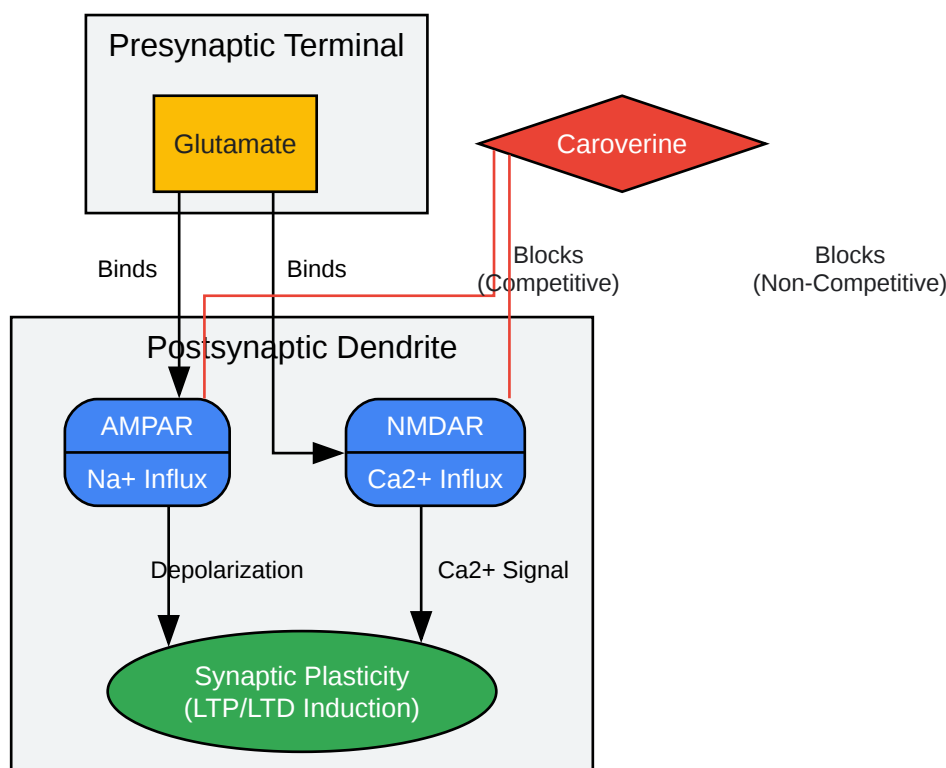 Presynaptic Terminal
Glutamate
Caroverine
Binds
Binds
Blocks
(Competitive)
Blocks
(Non-Competitive)
Postsynaptic Dendrite
AMPAR
Na+ Influx
NMDAR
Ca2+ Influx
Depolarization
Ca2+ Signal
Synaptic Plasticity
(LTP/LTD Induction)